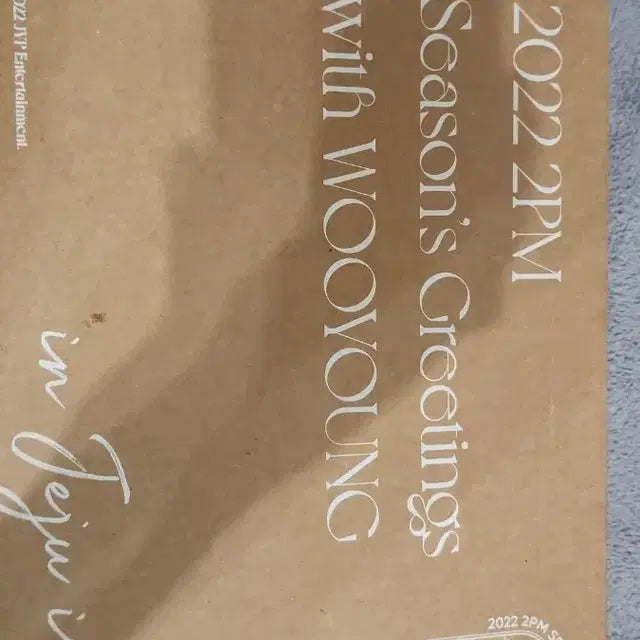 2022 2PM
Season's Greetings
with WOOYOUNG
in Jeju
2022 JYP Entertainment.
2022 2PM